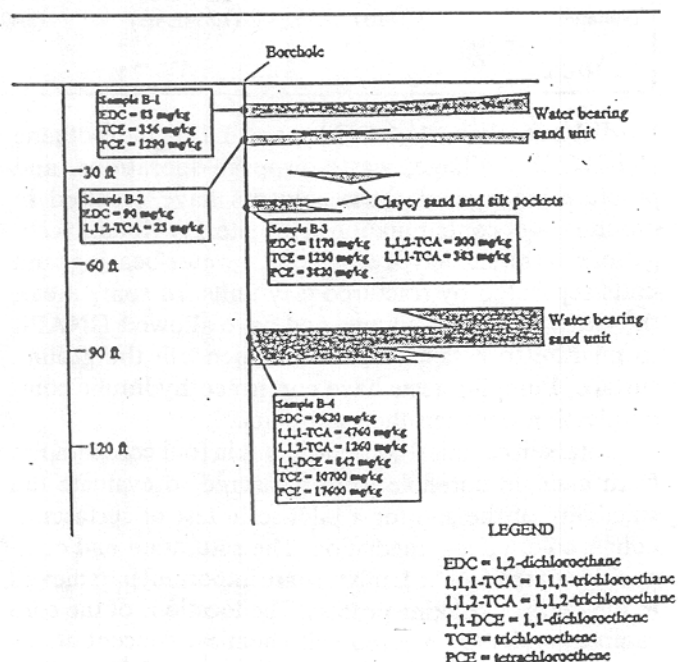 Borehole
Sample B-1
EDC = 83 mg/kg
TCE = 356 mg/kg
PCE = 1290 mg/kg
Water bearing
sand unit
30 ft
Sample B-2
EDC = 90 mg/kg
1,1,2-TCA = 23 mg/kg
Clayey sand and silt pockets
Sample B-3
EDC = 1170 mg/kg 1,1,2-TCA = 200 mg/kg
TCE = 1230 mg/kg 1,1,1-TCA = 383 mg/kg
PCE = 3820 mg/kg
60 ft
Water bearing
sand unit
90 ft
Sample B-4
EDC = 9620 mg/kg
1,1,1-TCA = 4760 mg/kg
1,1,2-TCA = 1260 mg/kg
1,1-DCE = 842 mg/kg
TCE = 10700 mg/kg
PCE = 17600 mg/kg
120 ft
LEGEND
EDC = 1,2-dichloroethane
1,1,1-TCA = 1,1,1-trichloroethane
1,1,2-TCA = 1,1,2-trichloroethane
1,1-DCE = 1,1-dichloroethene
TCE = trichloroethene
PCE = tetrachloroethene